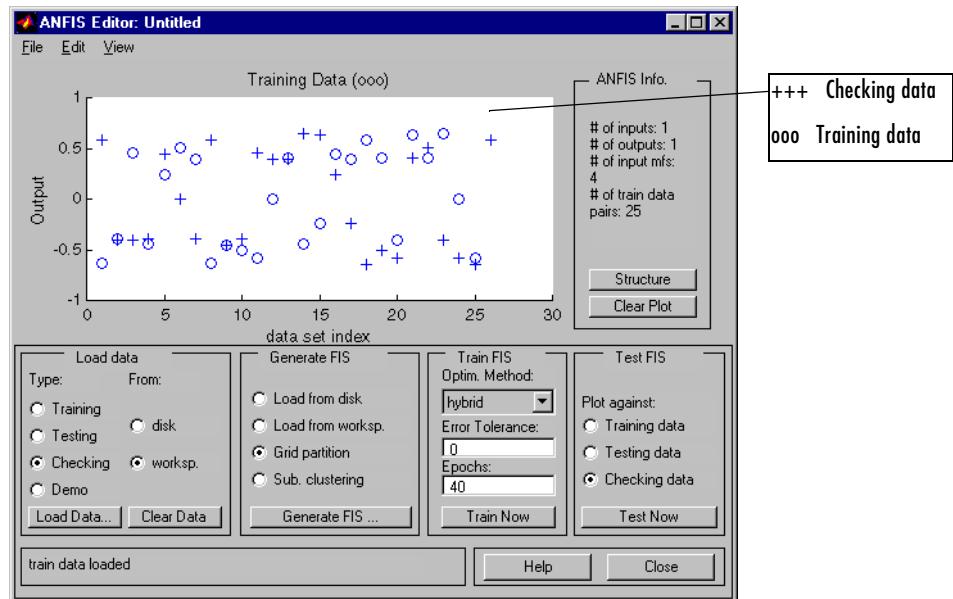 ANFIS Editor: Untitled
File Edit View
Training Data (ooo)
1
0.5
0
-0.5
-1
Output
0 5 10 15 20 25 30
data set index
ANFIS Info.
# of inputs: 1
# of outputs: 1
# of input mfs:
4
# of train data
pairs: 25
Structure
Clear Plot
+++ Checking data
ooo Training data
Load data
Type: From:
Training
Testing
Checking
Demo
disk
worksp.
Load Data... Clear Data
Generate FIS
Load from disk
Load from worksp.
Grid partition
Sub. clustering
Generate FIS ...
Train FIS
Optim. Method:
hybrid
Error Tolerance:
0
Epochs:
40
Train Now
Test FIS
Plot against:
Training data
Testing data
Checking data
Test Now
train data loaded
Help
Close